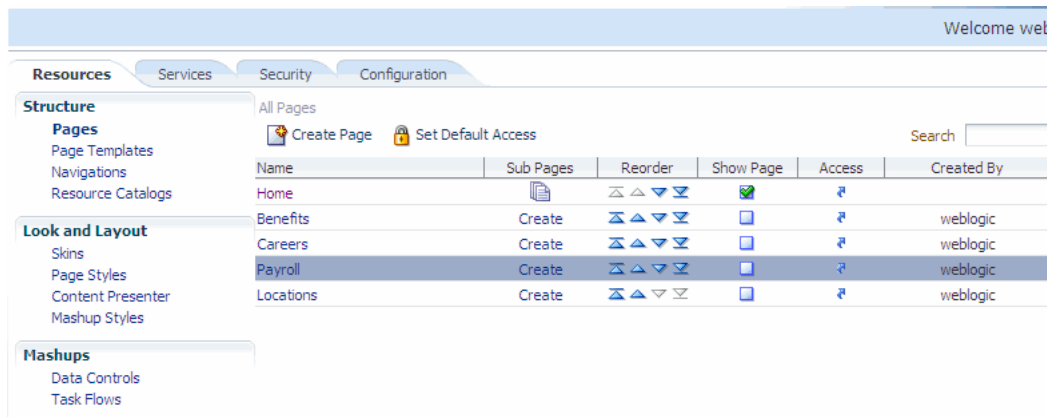 Welcome web
Resources Services Security Configuration
Structure
Pages
Page Templates
Navigations
Resource Catalogs
Look and Layout
Skins
Page Styles
Content Presenter
Mashup Styles
Mashups
Data Controls
Task Flows
All Pages
Create Page Set Default Access Search
Name Sub Pages Reorder Show Page Access Created By
Home
Benefits Create weblogic
Careers Create weblogic
Payroll Create weblogic
Locations Create weblogic